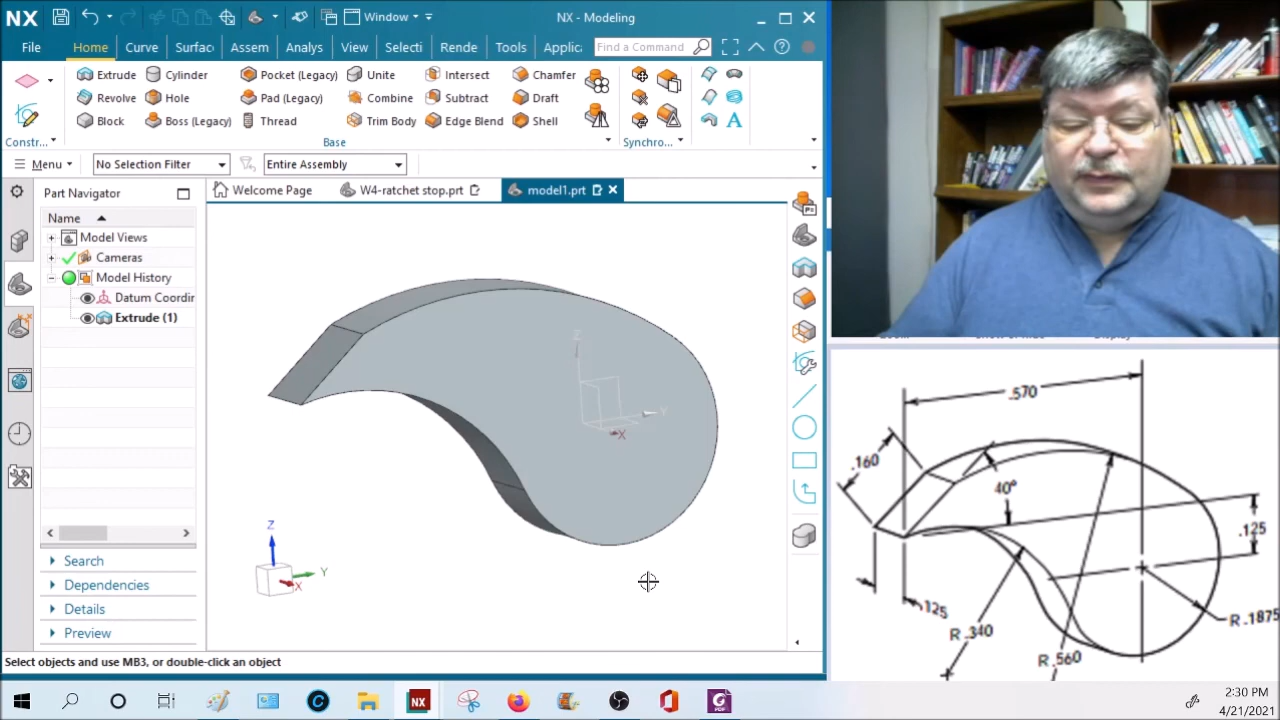 NX Window NX - Modeling
File Home Curve Surfac Assem Analys View Selecti Rende Tools Applic Find a Command
Extrude Cylinder Pocket (Legacy) Unite Intersect Chamfer
Revolve Hole Pad (Legacy) Combine Subtract Draft
Block Boss (Legacy) Thread Trim Body Edge Blend Shell A
Constr... Base Synchro...
Menu No Selection Filter Entire Assembly
Part Navigator Welcome Page W4-ratchet stop.prt model1.prt
Name
Model Views
Cameras
Model History
Datum Coordin
Extrude (1)
Z
Y
X
Z
Y
X
Search
Dependencies
Details
Preview
Select objects and use MB3, or double-click an object
.570
.160
40°
.125
.125
R .1875
R .340
R .560
NX
2:30 PM
4/21/2021